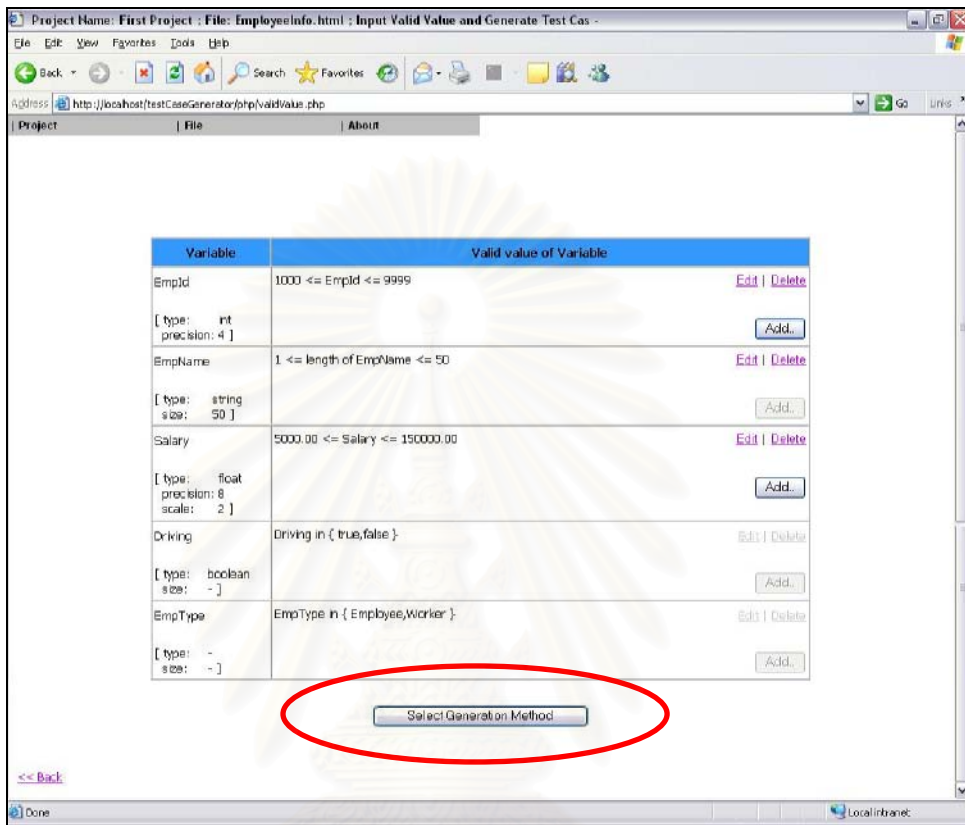 Project Name: First Project ; File: EmployeeInfo.html ; Input Valid Value and Generate Test Cas -
File Edit View Favorites Tools Help
Back Search Favorites
Address http://localhost/testCaseGenerator/php/validValue.php Go Links
| Project | File | About
Variable Valid value of Variable
EmpId 1000 <= EmpId <= 9999 Edit | Delete
[ type: int
precision: 4 ] Add..
EmpName 1 <= length of EmpName <= 50 Edit | Delete
[ type: string
size: 50 ] Add..
Salary 5000.00 <= Salary <= 150000.00 Edit | Delete
[ type: float
precision: 8 Add..
scale: 2 ]
Driving Driving in { true,false } Edit | Delete
[ type: boolean
size: - ] Add..
EmpType EmpType in { Employee,Worker } Edit | Delete
[ type: -
size: - ] Add..
Select Generation Method
<< Back
Done Local intranet